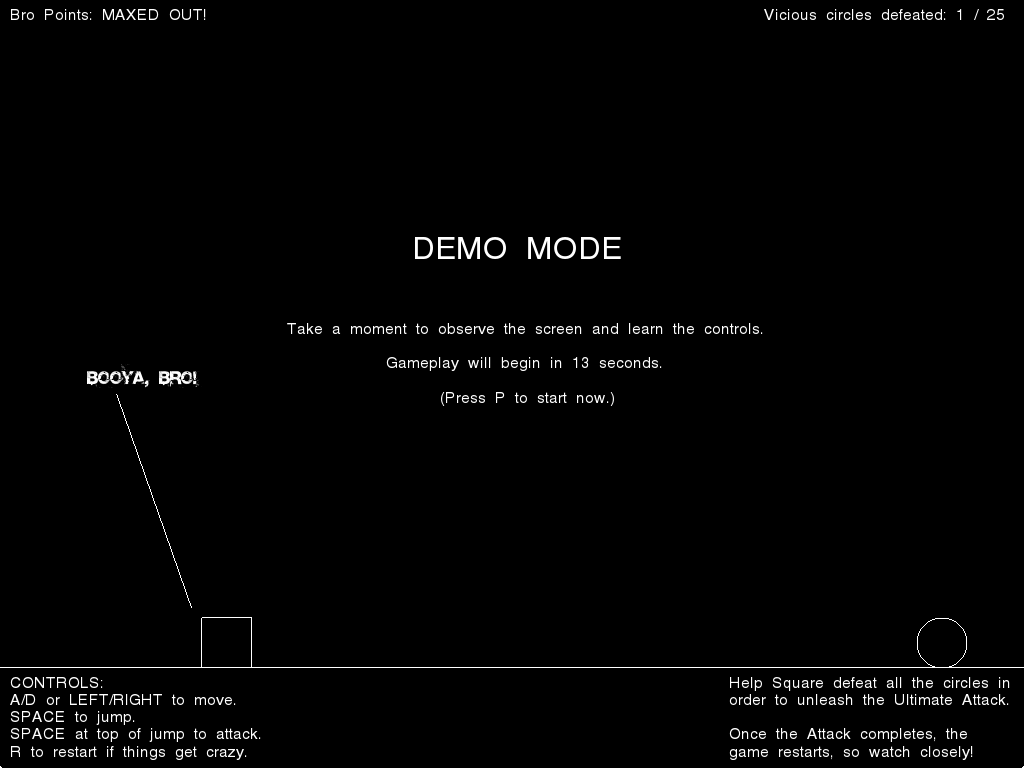 Bro Points: MAXED OUT!
Vicious circles defeated: 1 / 25
DEMO MODE
Take a moment to observe the screen and learn the controls.
Gameplay will begin in 13 seconds.
(Press P to start now.)
BOOYA, BRO!
CONTROLS:
A/D or LEFT/RIGHT to move.
SPACE to jump.
SPACE at top of jump to attack.
R to restart if things get crazy.
Help Square defeat all the circles in
order to unleash the Ultimate Attack.
Once the Attack completes, the
game restarts, so watch closely!